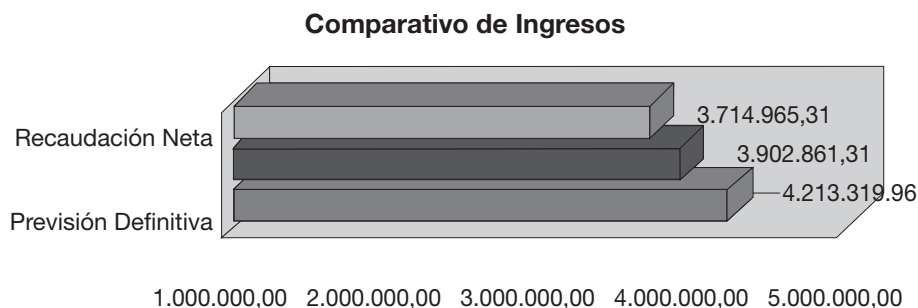 Comparativo de Ingresos
3.714.965,31
Recaudación Neta
3.902.861,31
4.213.319.96
Previsión Definitiva
1.000.000,00 2.000.000,00 3.000.000,00 4.000.000,00 5.000.000,00